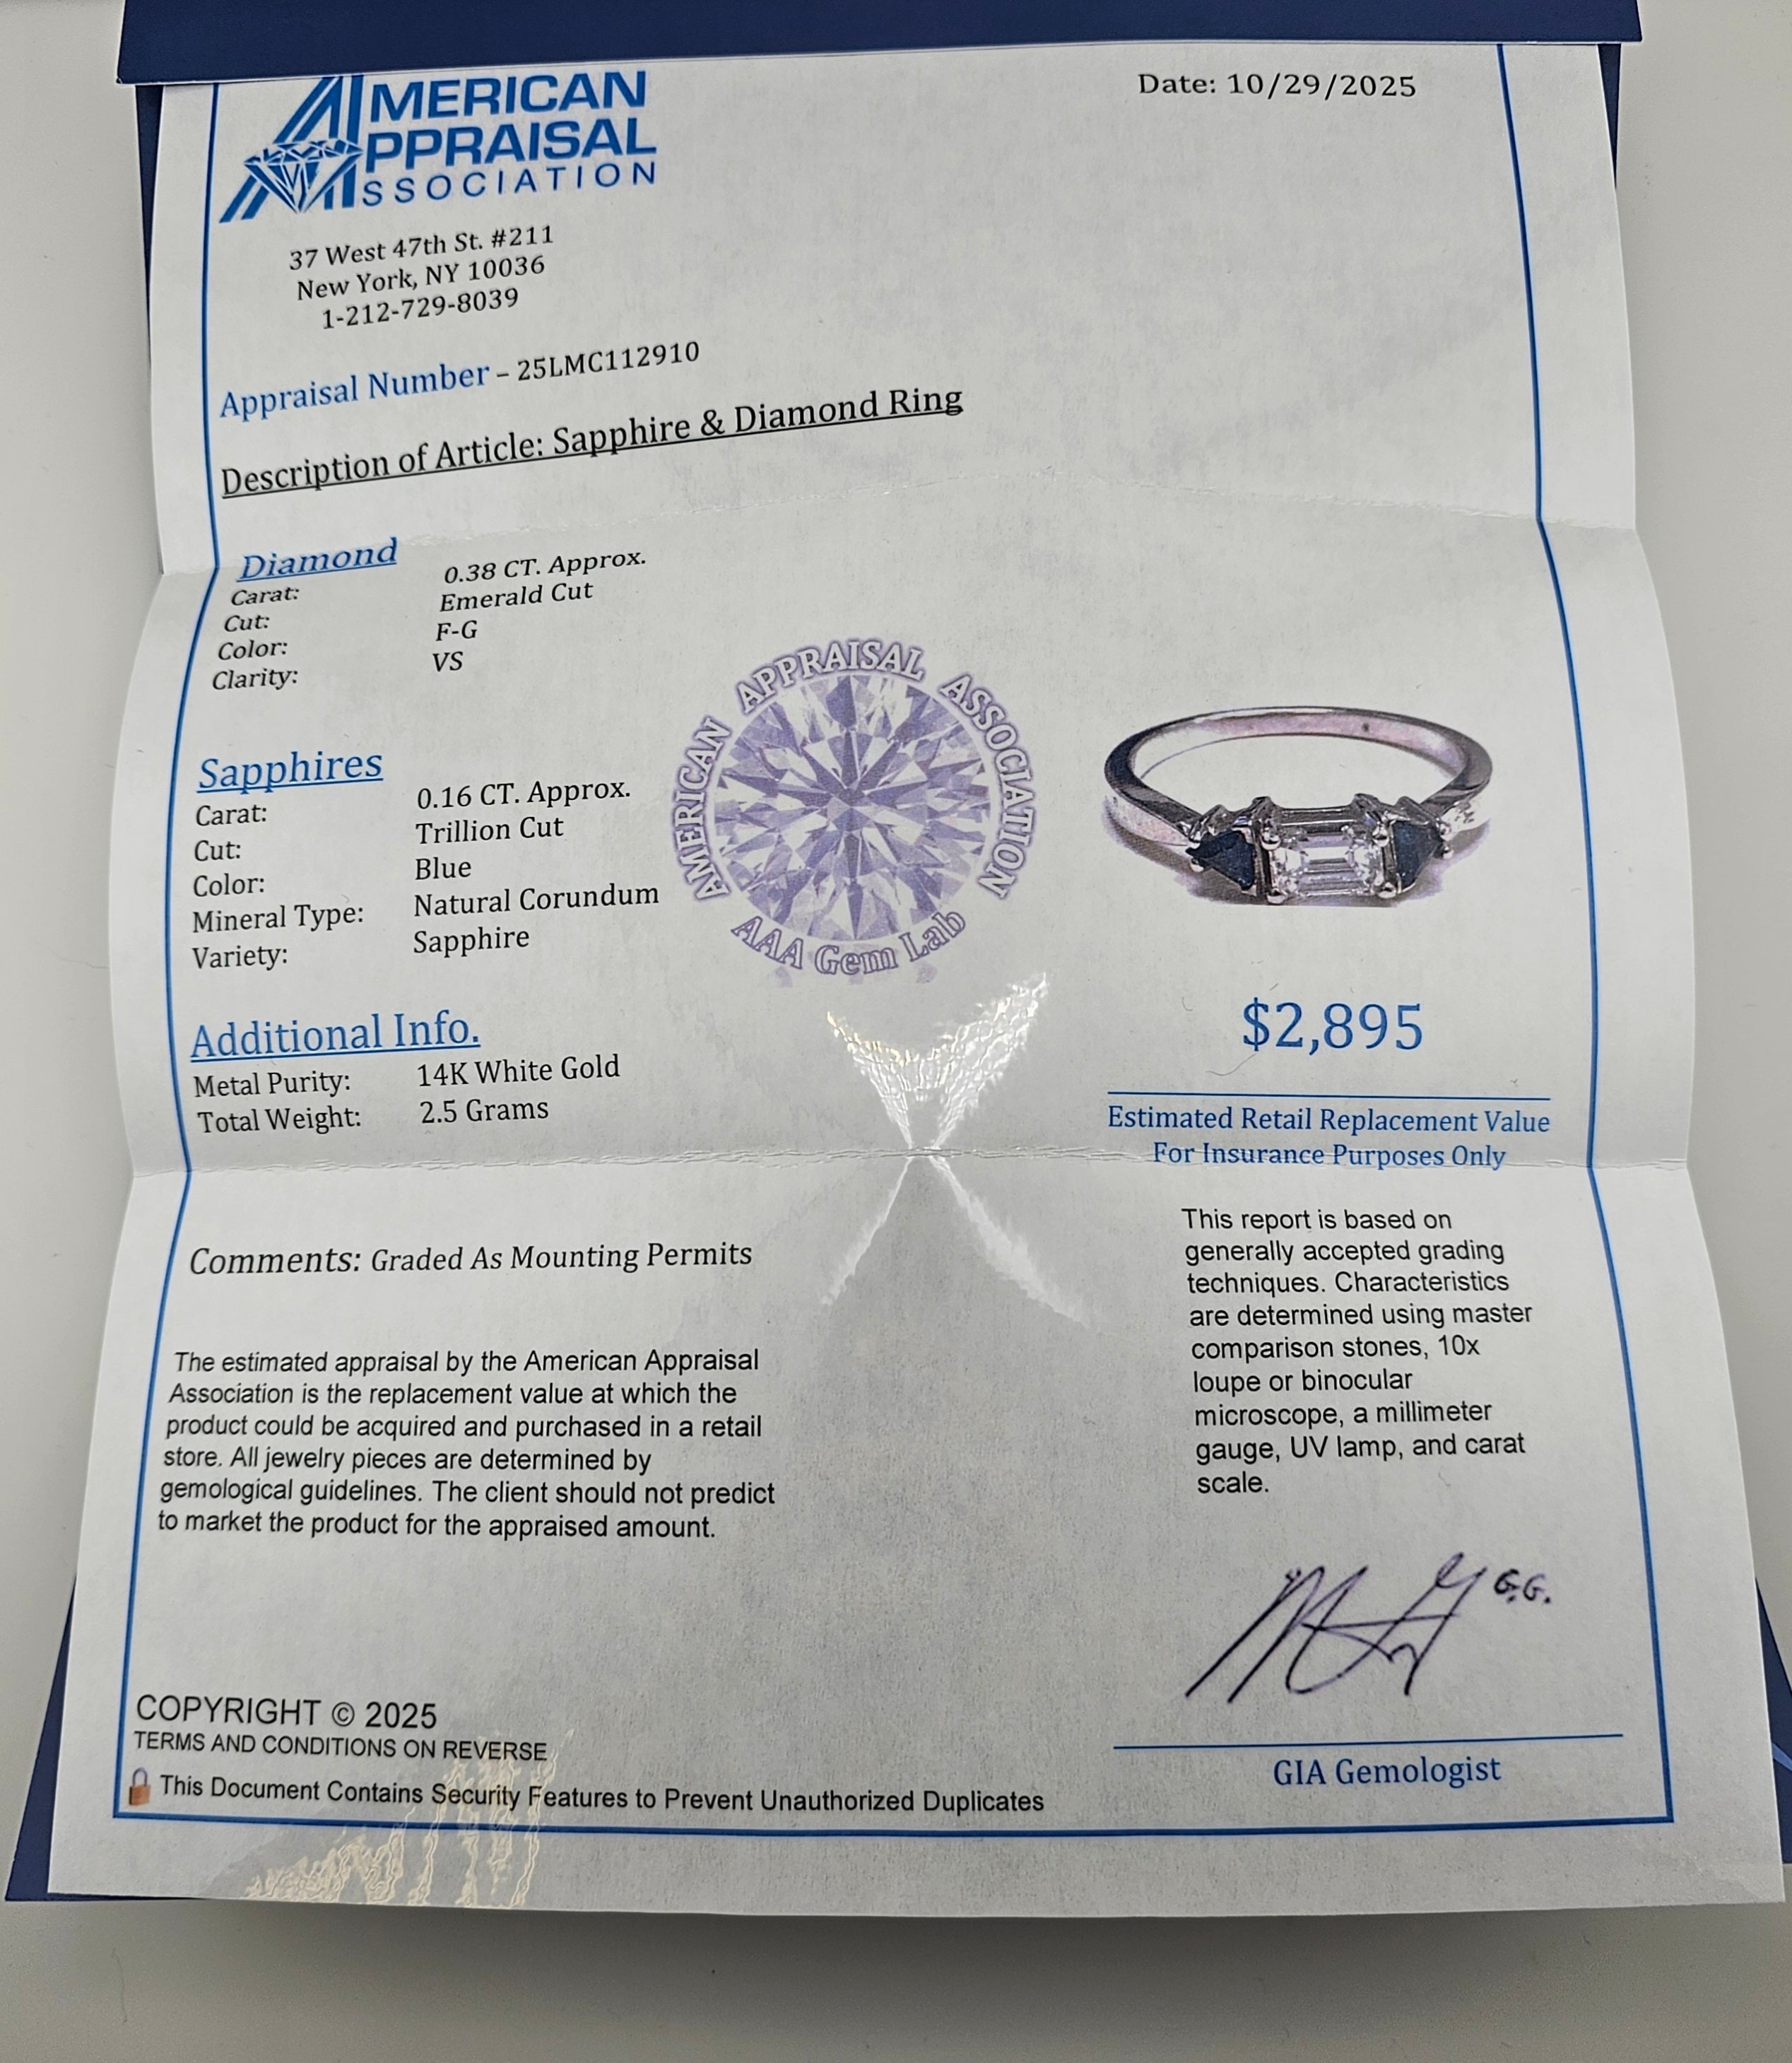 AMERICAN
APPRAISAL
ASSOCIATION
Date: 10/29/2025
37 West 47th St. #211
New York, NY 10036
1-212-729-8039
Appraisal Number – 25LMC112910
Description of Article: Sapphire & Diamond Ring
Diamond
Carat: 0.38 CT. Approx.
Cut: Emerald Cut
Color: F-G
Clarity: VS
Sapphires
Carat: 0.16 CT. Approx.
Cut: Trillion Cut
Color: Blue
Mineral Type: Natural Corundum
Variety: Sapphire
AMERICAN APPRAISAL ASSOCIATION
AAA Gem Lab
Additional Info.
Metal Purity: 14K White Gold
Total Weight: 2.5 Grams
$2,895
Estimated Retail Replacement Value
For Insurance Purposes Only
Comments: Graded As Mounting Permits
The estimated appraisal by the American Appraisal
Association is the replacement value at which the
product could be acquired and purchased in a retail
store. All jewelry pieces are determined by
gemological guidelines. The client should not predict
to market the product for the appraised amount.
This report is based on
generally accepted grading
techniques. Characteristics
are determined using master
comparison stones, 10x
loupe or binocular
microscope, a millimeter
gauge, UV lamp, and carat
scale.
G.G.
GIA Gemologist
COPYRIGHT © 2025
TERMS AND CONDITIONS ON REVERSE
This Document Contains Security Features to Prevent Unauthorized Duplicates